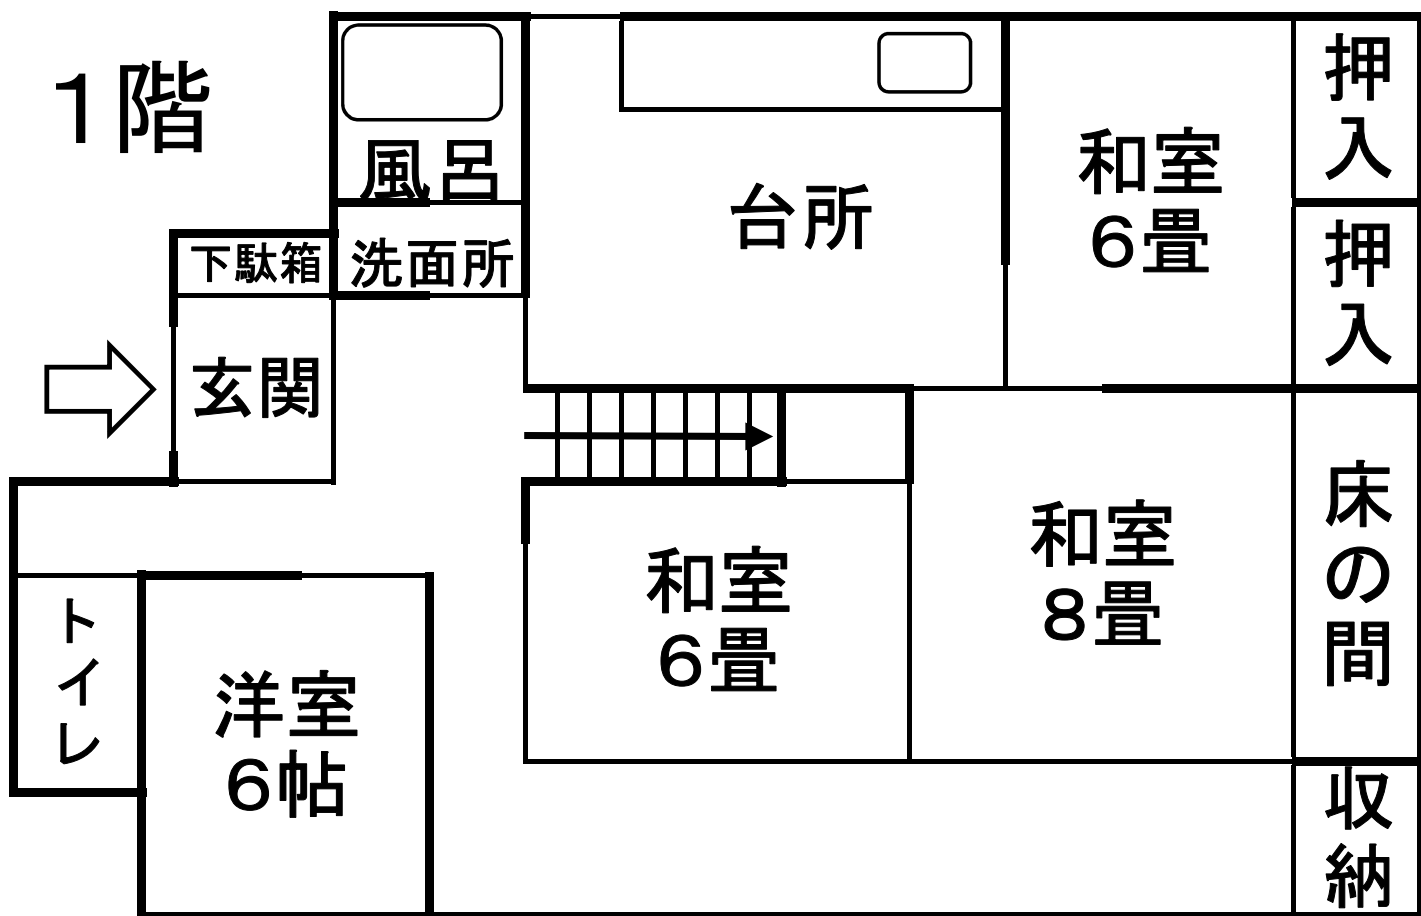 １階
風呂
洗面所
下駄箱
玄関
台所
和室
６畳
押入
押入
和室
６畳
和室
８畳
床の間
収納
トイレ
洋室
６帖